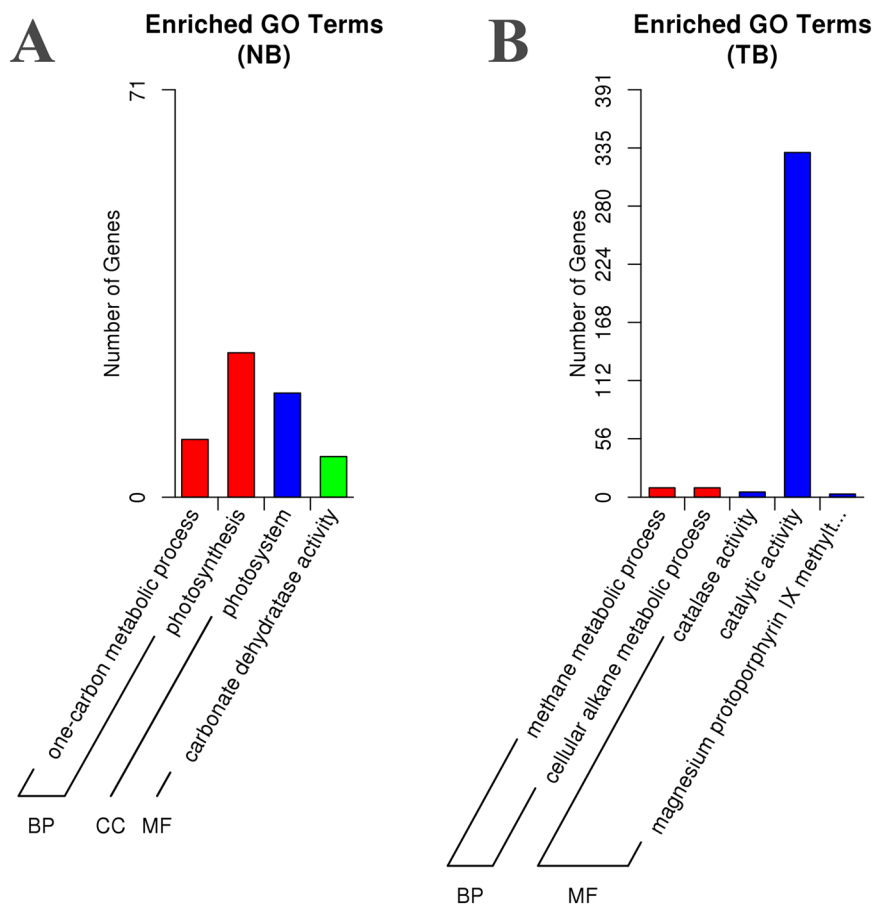 A
Enriched GO Terms
(NB)
Number of Genes
71
0
one-carbon metabolic process
photosynthesis
photosystem
carbonate dehydratase activity
BP
CC
MF
B
Enriched GO Terms
(TB)
Number of Genes
391
335
280
224
168
112
56
0
methane metabolic process
cellular alkane metabolic process
catalase activity
catalytic activity
magnesium protoporphyrin IX methylt...
BP
MF